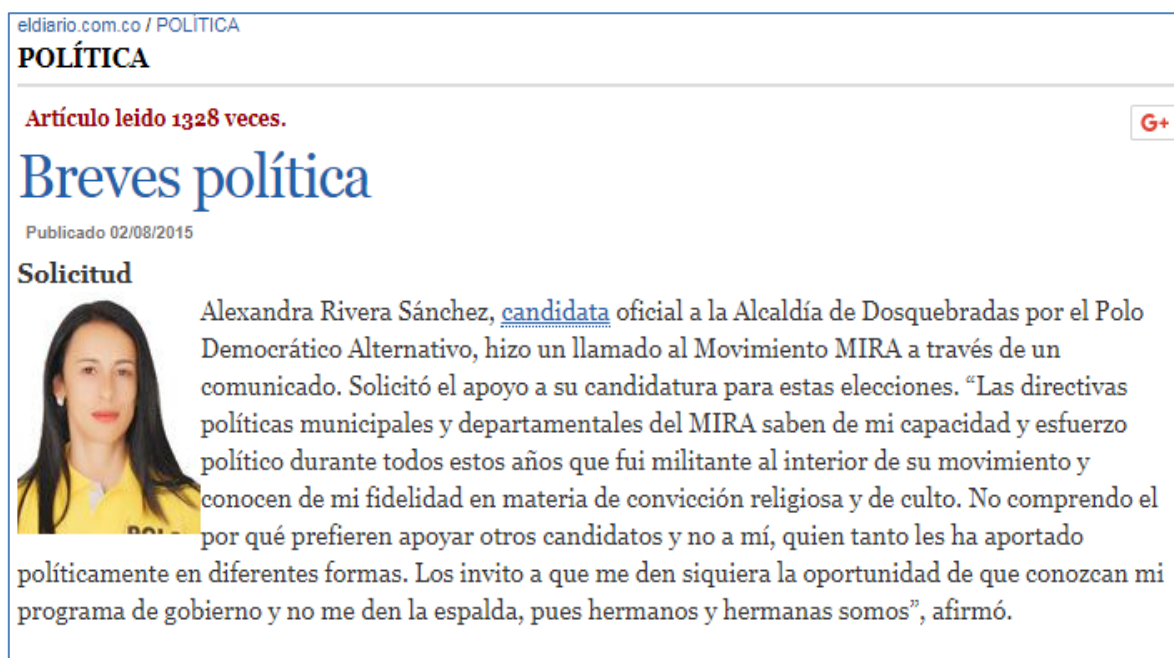 eldiario.com.co / POLÍTICA
POLÍTICA
Artículo leido 1328 veces.
G+
Breves política
Publicado 02/08/2015
Solicitud
Alexandra Rivera Sánchez, candidata oficial a la Alcaldía de Dosquebradas por el Polo
Democrático Alternativo, hizo un llamado al Movimiento MIRA a través de un
comunicado. Solicitó el apoyo a su candidatura para estas elecciones. “Las directivas
políticas municipales y departamentales del MIRA saben de mi capacidad y esfuerzo
político durante todos estos años que fui militante al interior de su movimiento y
conocen de mi fidelidad en materia de convicción religiosa y de culto. No comprendo el
por qué prefieren apoyar otros candidatos y no a mí, quien tanto les ha aportado
políticamente en diferentes formas. Los invito a que me den siquiera la oportunidad de que conozcan mi
programa de gobierno y no me den la espalda, pues hermanos y hermanas somos”, afirmó.